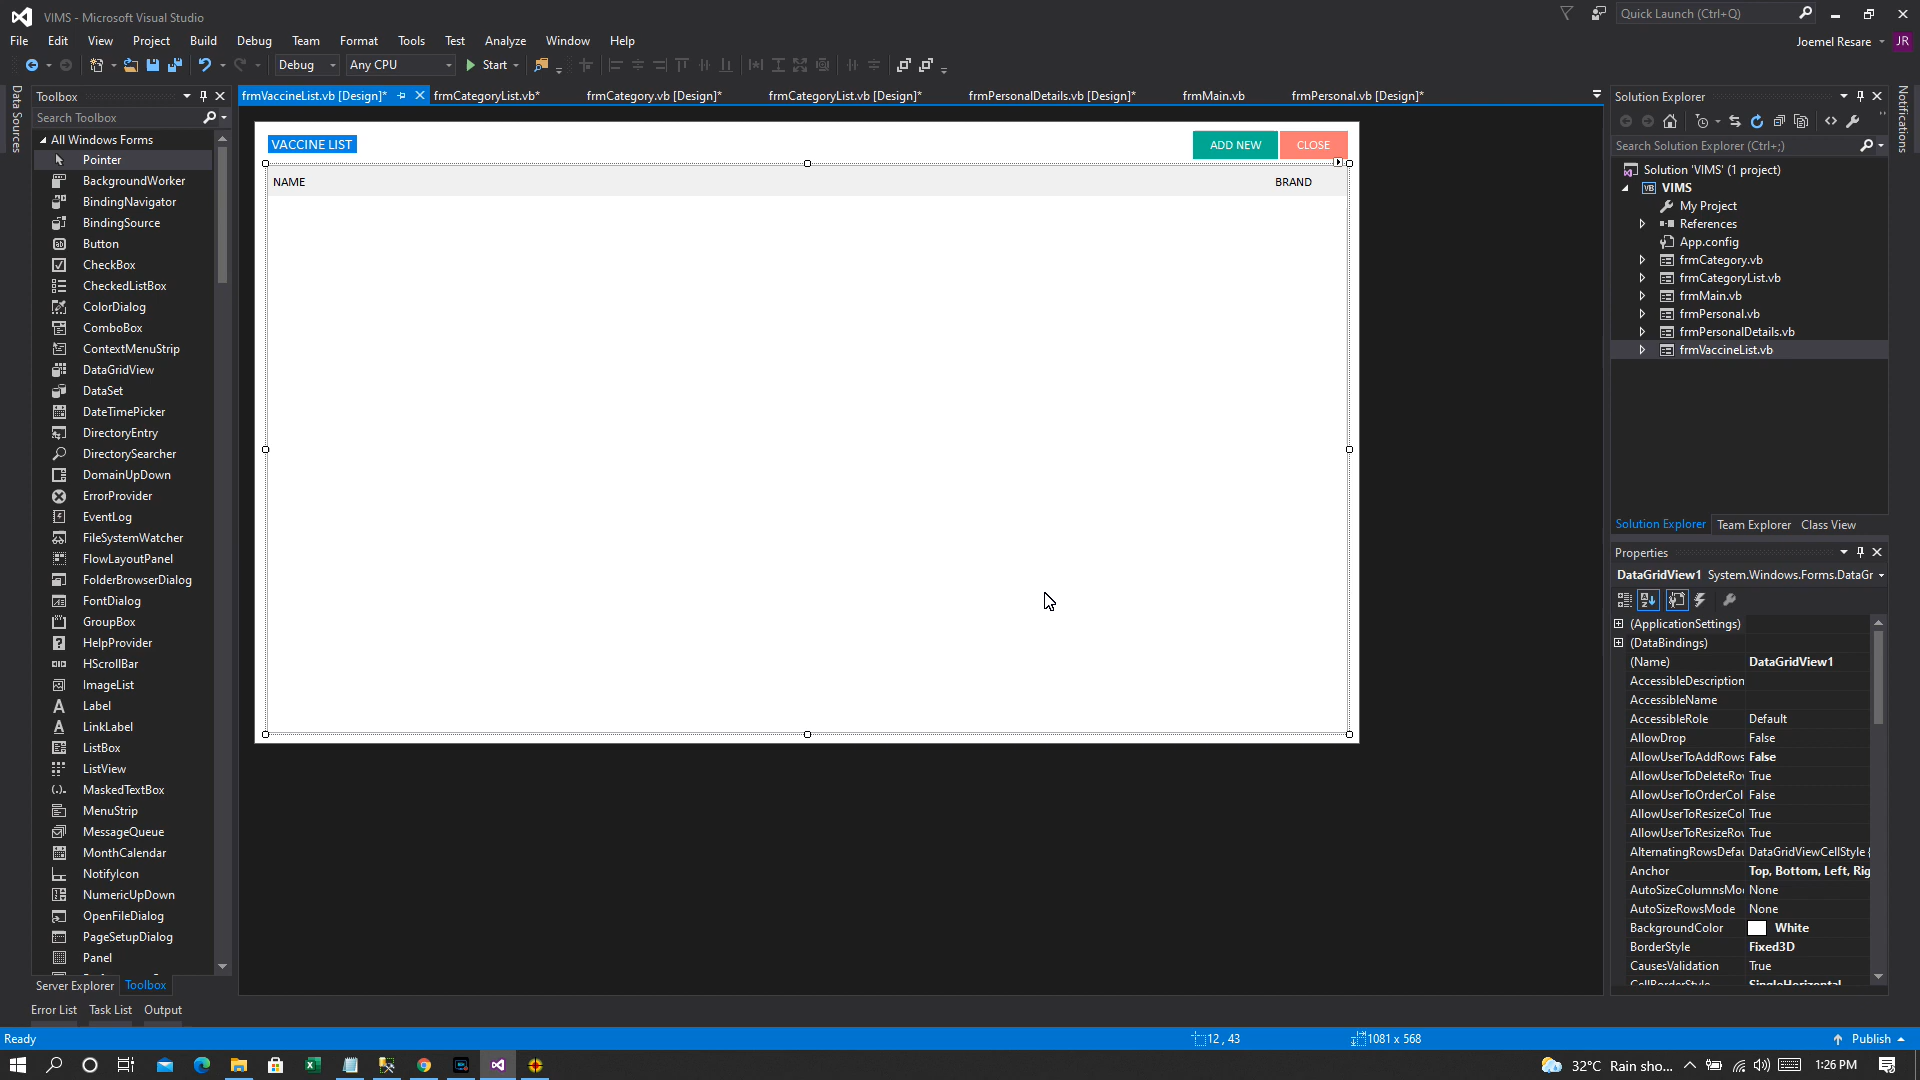 VIMS - Microsoft Visual Studio
Quick Launch (Ctrl+Q)
File Edit View Project Build Debug Team Format Tools Test Analyze Window Help
Joemel Resare JR
Debug Any CPU Start
Data Sources
Toolbox
Search Toolbox
All Windows Forms
Pointer
BackgroundWorker
BindingNavigator
BindingSource
Button
CheckBox
CheckedListBox
ColorDialog
ComboBox
ContextMenuStrip
DataGridView
DataSet
DateTimePicker
DirectoryEntry
DirectorySearcher
DomainUpDown
ErrorProvider
EventLog
FileSystemWatcher
FlowLayoutPanel
FolderBrowserDialog
FontDialog
GroupBox
HelpProvider
HScrollBar
ImageList
Label
LinkLabel
ListBox
ListView
MaskedTextBox
MenuStrip
MessageQueue
MonthCalendar
NotifyIcon
NumericUpDown
OpenFileDialog
PageSetupDialog
Panel
Server Explorer Toolbox
Error List Task List Output
frmVaccineList.vb [Design]* frmCategoryList.vb* frmCategory.vb [Design]* frmCategoryList.vb [Design]* frmPersonalDetails.vb [Design]* frmMain.vb frmPersonal.vb [Design]*
VACCINE LIST ADD NEW CLOSE
NAME BRAND
Solution Explorer
Search Solution Explorer (Ctrl+;)
Solution 'VIMS' (1 project)
VB VIMS
My Project
References
App.config
frmCategory.vb
frmCategoryList.vb
frmMain.vb
frmPersonal.vb
frmPersonalDetails.vb
frmVaccineList.vb
Solution Explorer Team Explorer Class View
Notifications
Properties
DataGridView1 System.Windows.Forms.DataGr
(ApplicationSettings)
(DataBindings)
(Name) DataGridView1
AccessibleDescription
AccessibleName
AccessibleRole Default
AllowDrop False
AllowUserToAddRows False
AllowUserToDeleteRov True
AllowUserToOrderCol False
AllowUserToResizeCol True
AllowUserToResizeRov True
AlternatingRowsDefau DataGridViewCellStyle {
Anchor Top, Bottom, Left, Rig
AutoSizeColumnsMo None
AutoSizeRowsMode None
BackgroundColor White
BorderStyle Fixed3D
CausesValidation True
CellBorderStyle SingleHorizontal
Ready 12 , 43 1081 x 568 Publish
32°C Rain sho... 1:26 PM